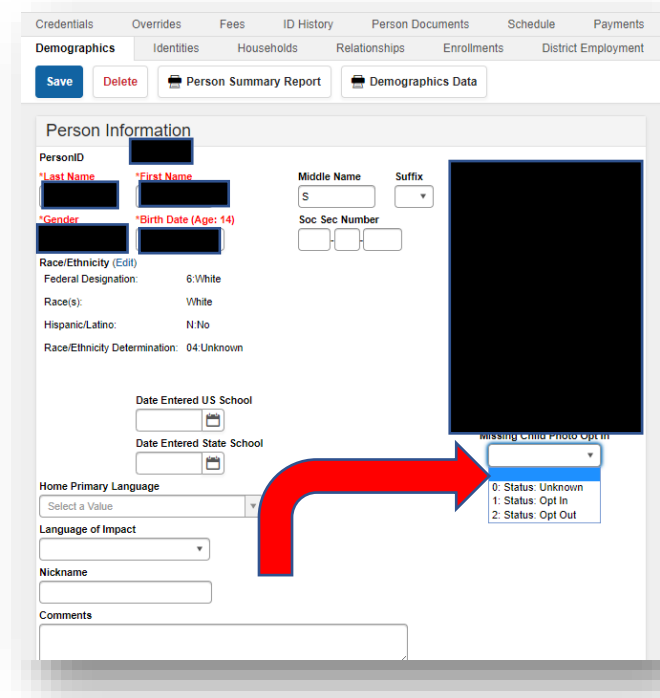 Credentials Overrides Fees ID History Person Documents Schedule Payments
Demographics Identities Households Relationships Enrollments District Employment
Save Delete Person Summary Report Demographics Data
Person Information
PersonID
*Last Name *First Name Middle Name Suffix
S
*Gender *Birth Date (Age: 14) Soc Sec Number
- -
Race/Ethnicity (Edit)
Federal Designation: 6:White
Race(s): White
Hispanic/Latino: N:No
Race/Ethnicity Determination: 04:Unknown
Date Entered US School
Date Entered State School
Missing Child Photo Opt In
0: Status: Unknown
1: Status: Opt In
2: Status: Opt Out
Home Primary Language
Select a Value
Language of Impact
Nickname
Comments